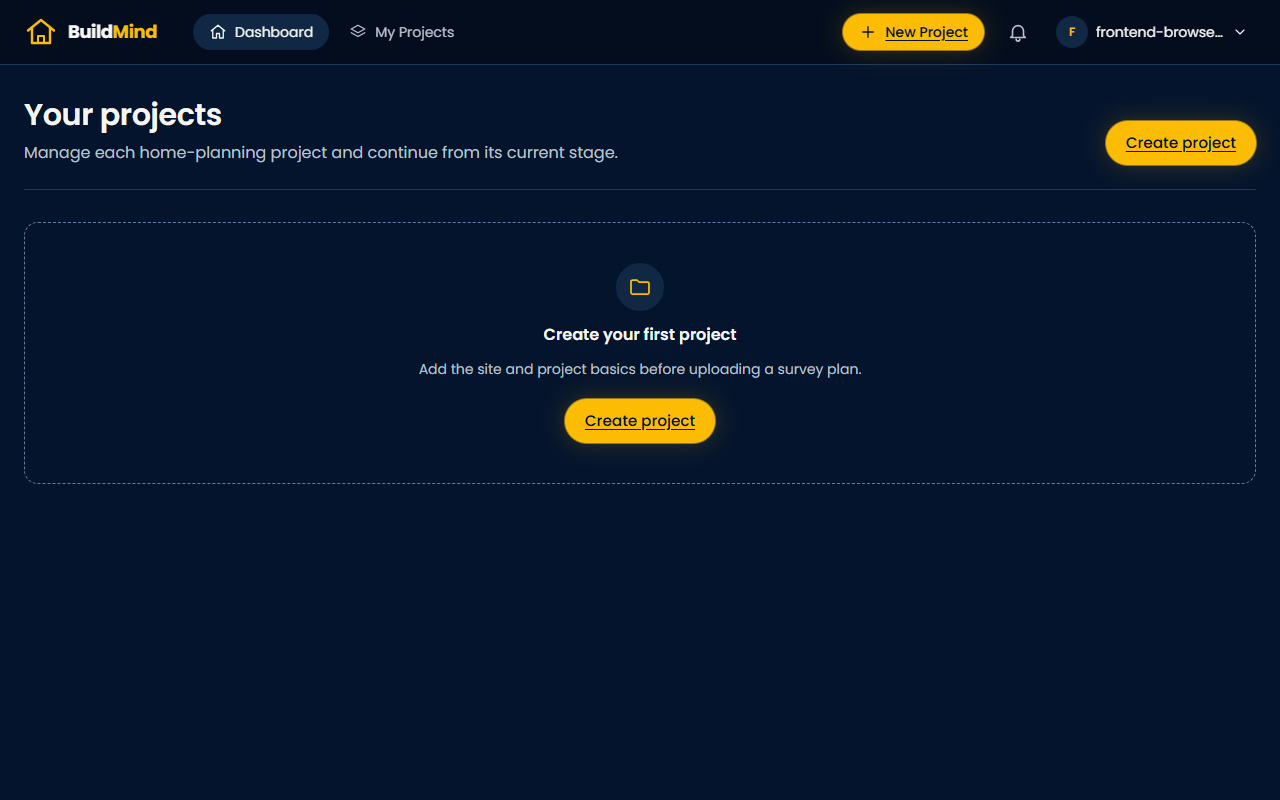 BuildMind
Dashboard
My Projects
New Project
F
frontend-browse...
Your projects
Manage each home-planning project and continue from its current stage.
Create project
Create your first project
Add the site and project basics before uploading a survey plan.
Create project